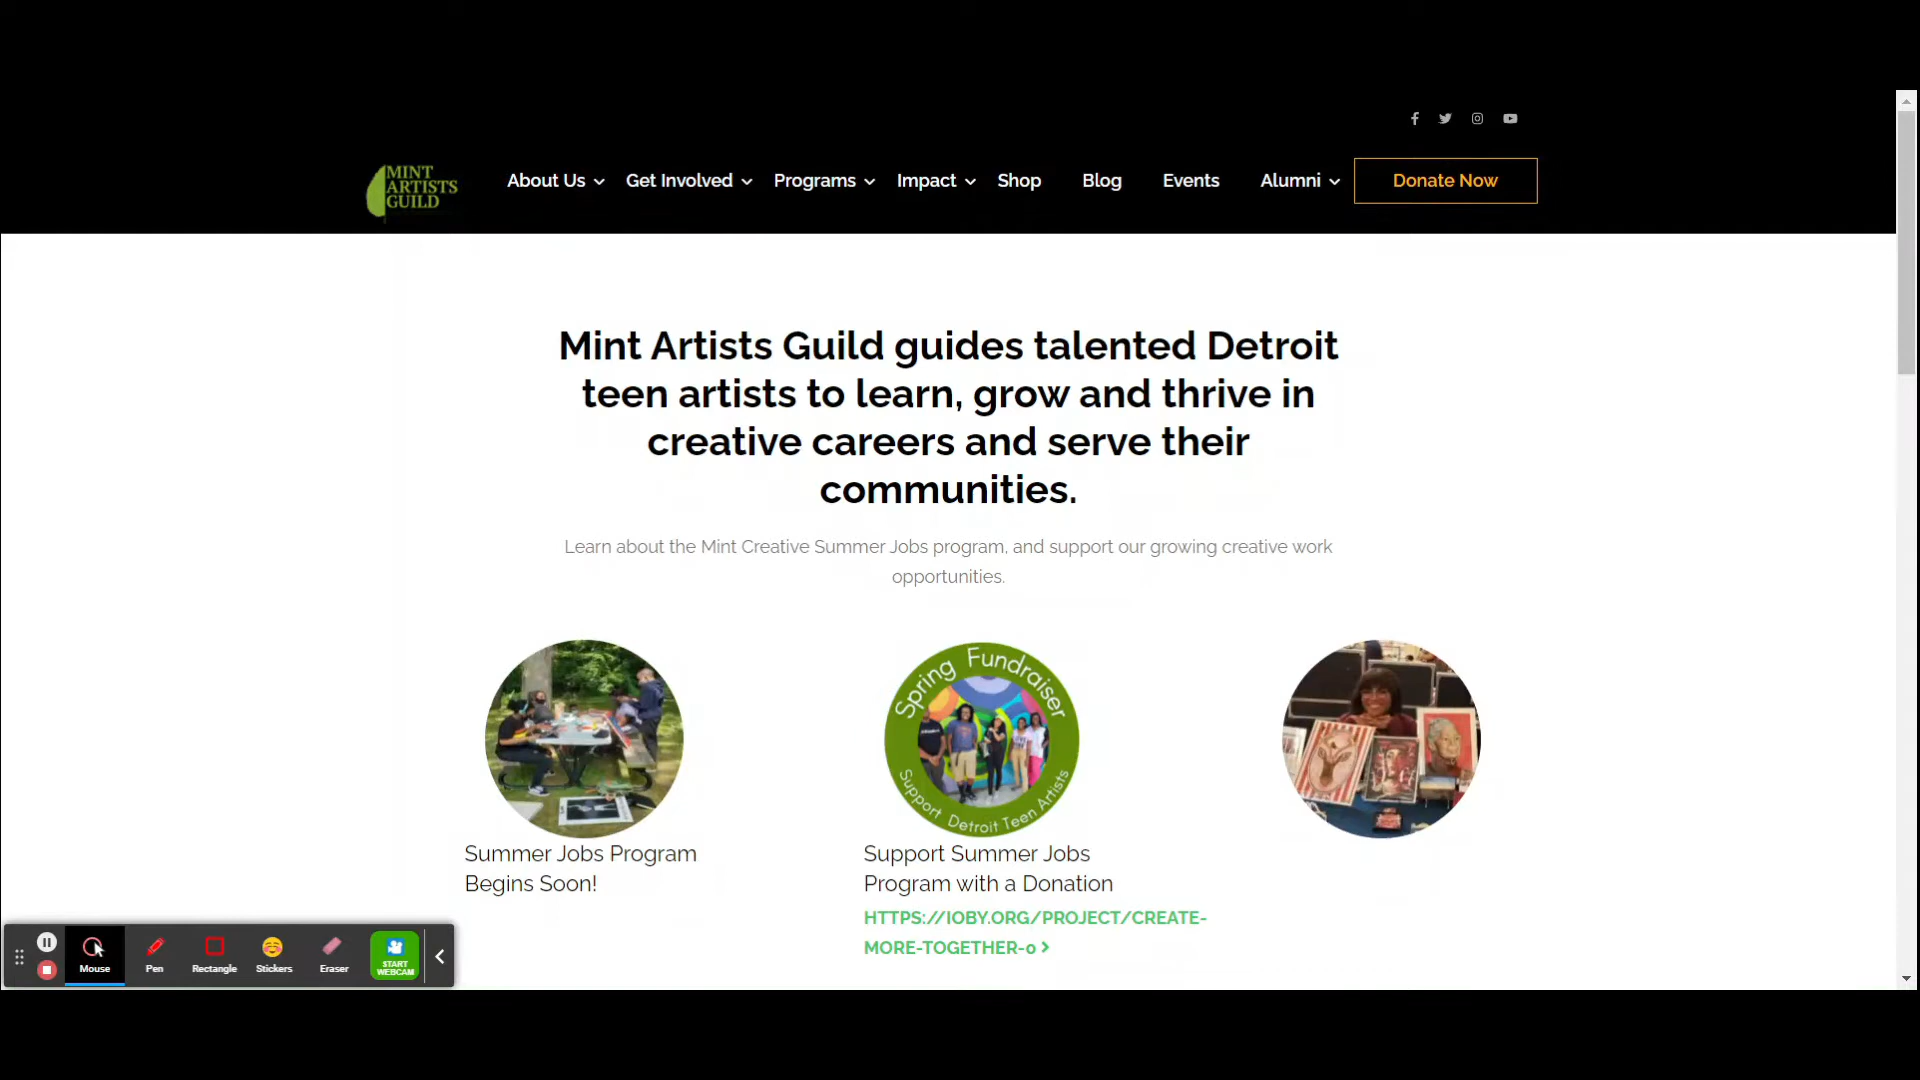 MINT
ARTISTS
GUILD
About Us
Get Involved
Programs
Impact
Shop
Blog
Events
Alumni
Donate Now
Mint Artists Guild guides talented Detroit
teen artists to learn, grow and thrive in
creative careers and serve their
communities.
Learn about the Mint Creative Summer Jobs program, and support our growing creative work
opportunities.
Spring Fundraiser
Support Detroit Teen Artists
Summer Jobs Program
Begins Soon!
Support Summer Jobs
Program with a Donation
HTTPS://IOBY.ORG/PROJECT/CREATE-
MORE-TOGETHER-0
Mouse
Pen
Rectangle
Stickers
Eraser
START
WEBCAM